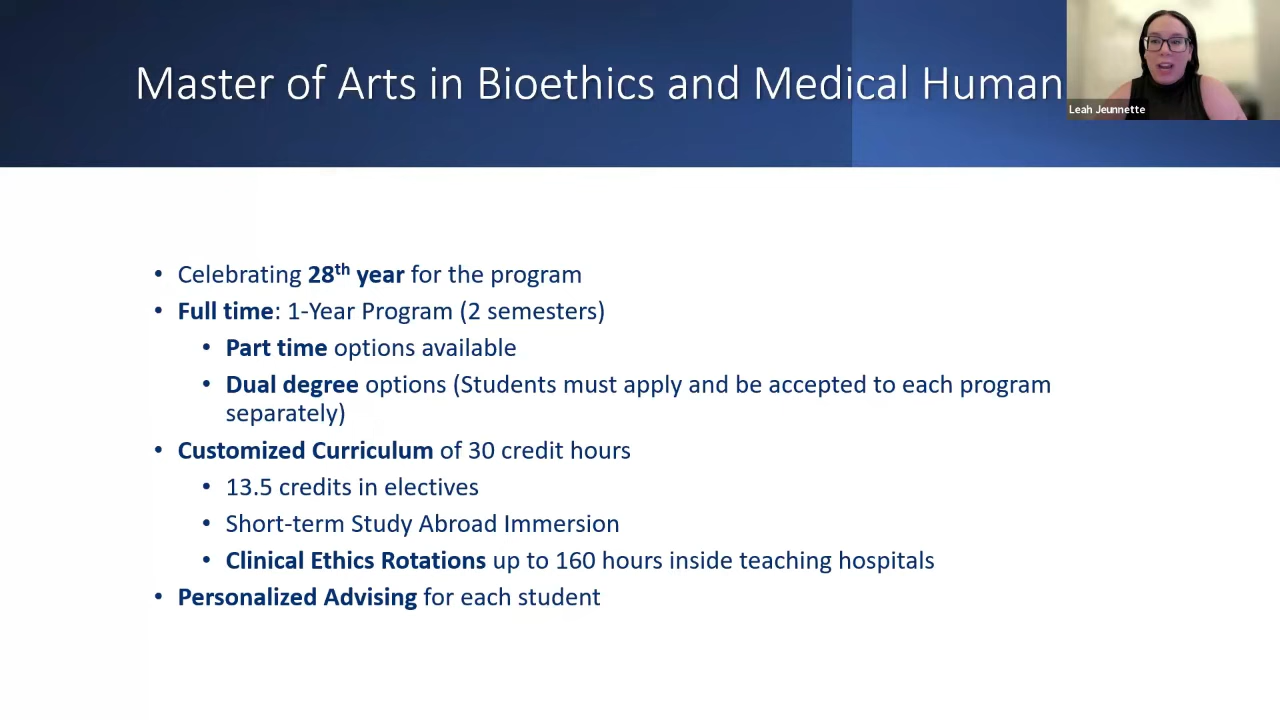 Master of Arts in Bioethics and Medical Human
Leah Jeunnette
• Celebrating 28th year for the program
• Full time: 1-Year Program (2 semesters)
• Part time options available
• Dual degree options (Students must apply and be accepted to each program
separately)
• Customized Curriculum of 30 credit hours
• 13.5 credits in electives
• Short-term Study Abroad Immersion
• Clinical Ethics Rotations up to 160 hours inside teaching hospitals
• Personalized Advising for each student